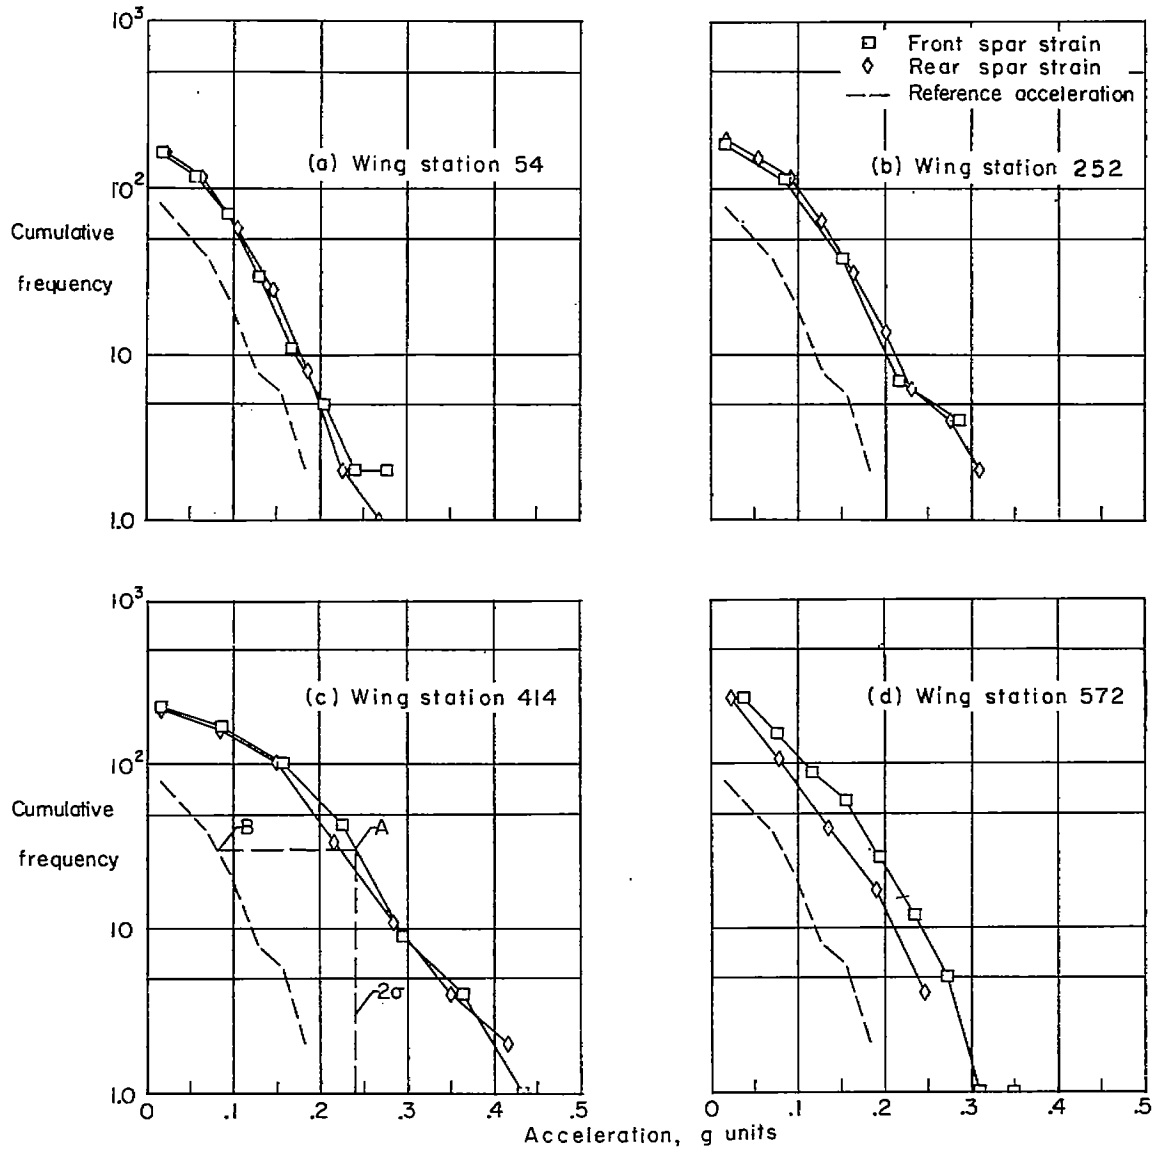 10³
Front spar strain
Rear spar strain
Reference acceleration
(a) Wing station 54
(b) Wing station 252
10²
Cumulative
frequency
10
1.0
10³
(c) Wing station 414
(d) Wing station 572
10²
Cumulative
frequency
B
A
10
2σ
1.0
0 .1 .2 .3 .4 .5
0 .1 .2 .3 .4 .5
Acceleration, g units